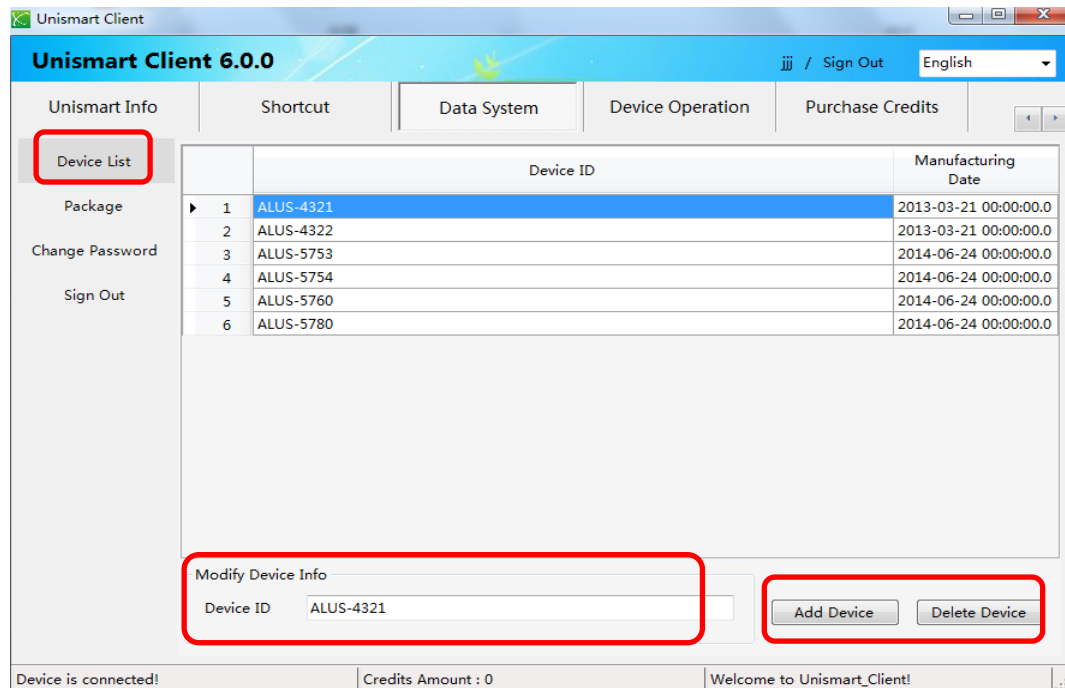 Unismart Client
Unismart Client 6.0.0
jjj / Sign Out
English
Unismart Info
Shortcut
Data System
Device Operation
Purchase Credits
Device List
Package
Change Password
Sign Out
Device ID
Manufacturing
Date
1 ALUS-4321 2013-03-21 00:00:00.0
2 ALUS-4322 2013-03-21 00:00:00.0
3 ALUS-5753 2014-06-24 00:00:00.0
4 ALUS-5754 2014-06-24 00:00:00.0
5 ALUS-5760 2014-06-24 00:00:00.0
6 ALUS-5780 2014-06-24 00:00:00.0
Modify Device Info
Device ID ALUS-4321
Add Device
Delete Device
Device is connected!
Credits Amount : 0
Welcome to Unismart_Client!